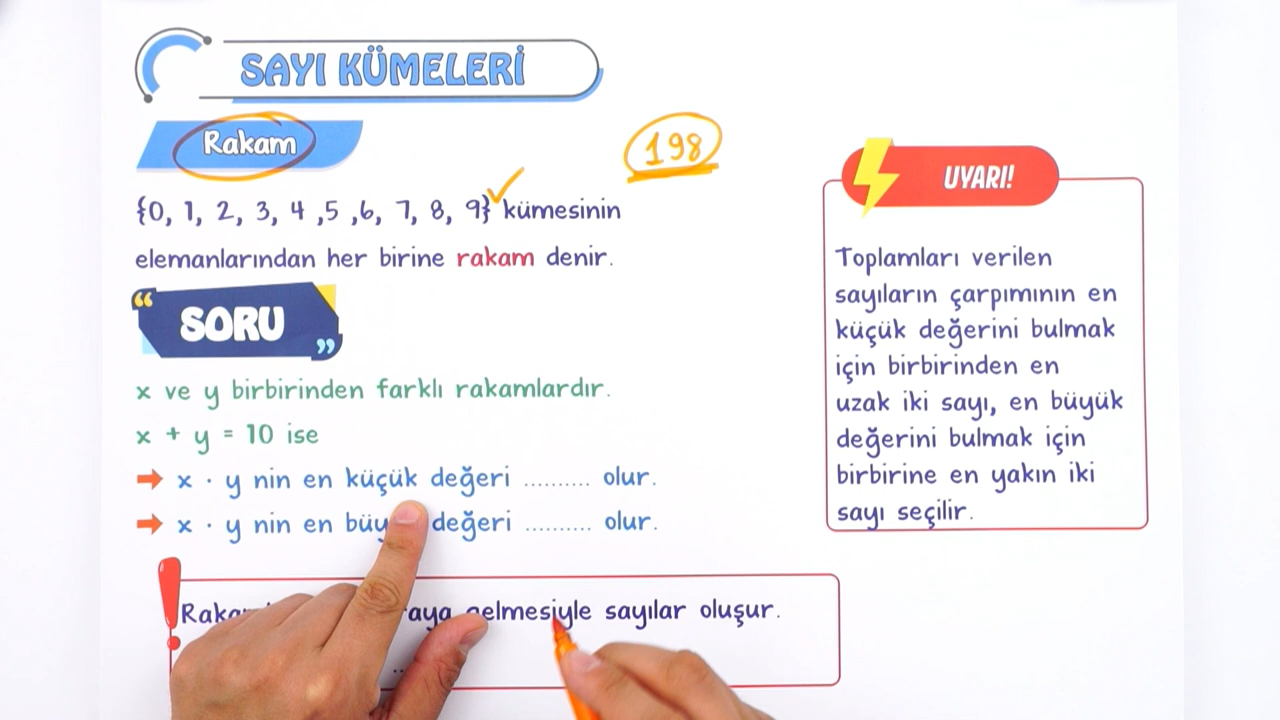 SAYI KÜMELERİ
Rakam
198
{0, 1, 2, 3, 4 ,5 ,6, 7, 8, 9} kümesinin
elemanlarından her birine rakam denir.
SORU
x ve y birbirinden farklı rakamlardır.
x + y = 10 ise
x · y nin en küçük değeri .......... olur.
x · y nin en değeri .......... olur.
gelmesiyle sayılar oluşur.
UYARI!
Toplamları verilen
sayıların çarpımının en
küçük değerini bulmak
için birbirinden en
uzak iki sayı, en büyük
değerini bulmak için
birbirine en yakın iki
sayı seçilir.